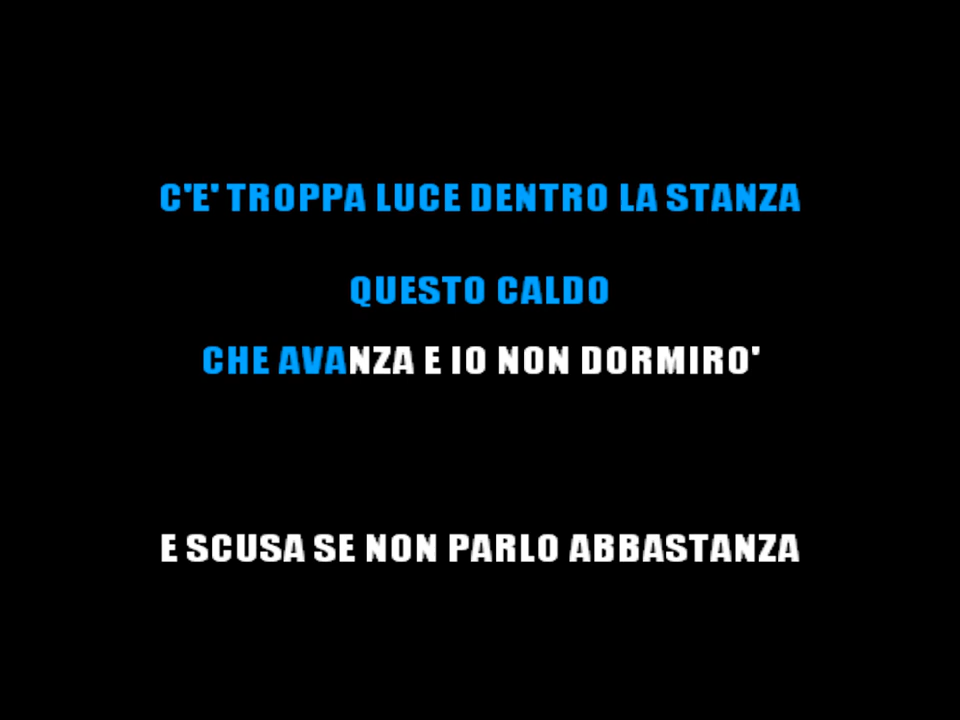 C'E' TROPPA LUCE DENTRO LA STANZA
QUESTO CALDO
CHE AVANZA E IO NON DORMIRO'
E SCUSA SE NON PARLO ABBASTANZA